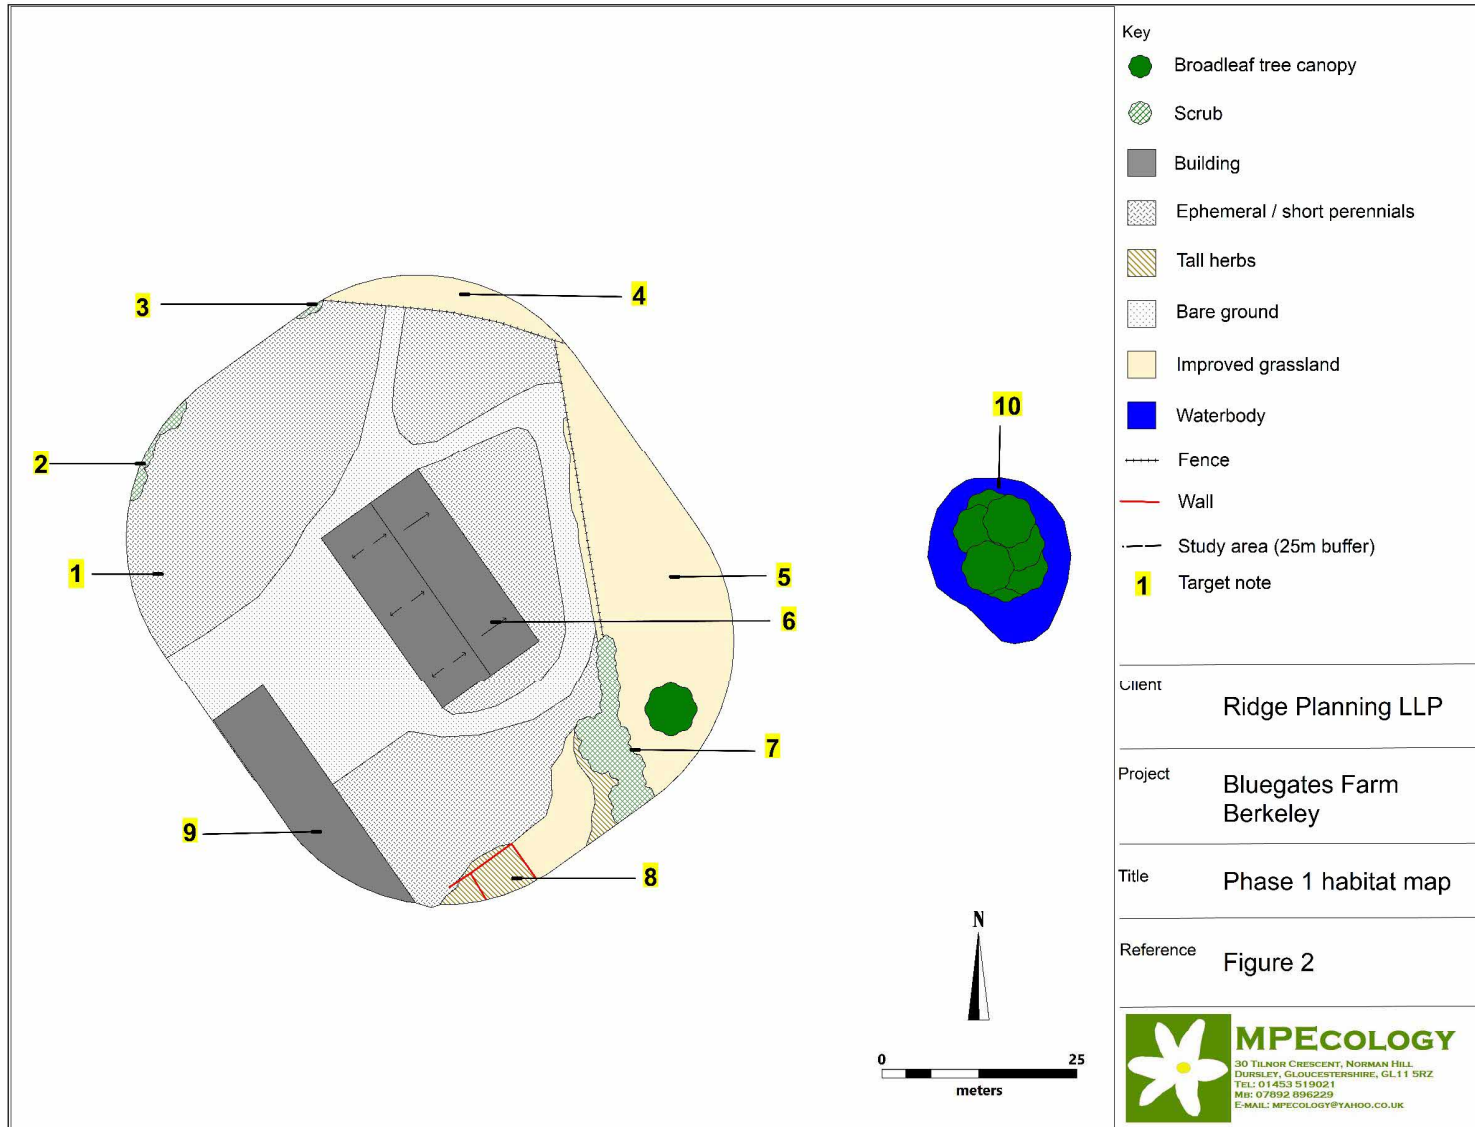 Key
Broadleaf tree canopy
Scrub
Building
Ephemeral / short perennials
Tall herbs
Bare ground
Improved grassland
Waterbody
Fence
Wall
Study area (25m buffer)
1 Target note
3
4
2
10
1
5
6
7
9
8
N
0 25
meters
Client
Ridge Planning LLP
Project
Bluegates Farm
Berkeley
Title
Phase 1 habitat map
Reference
Figure 2
MPECOLOGY
30 TILNOR CRESCENT, NORMAN HILL
DURSLEY, GLOUCESTERSHIRE, GL11 5RZ
TEL: 01453 519021
MB: 07892 896229
E-MAIL: MPECOLOGY@YAHOO.CO.UK